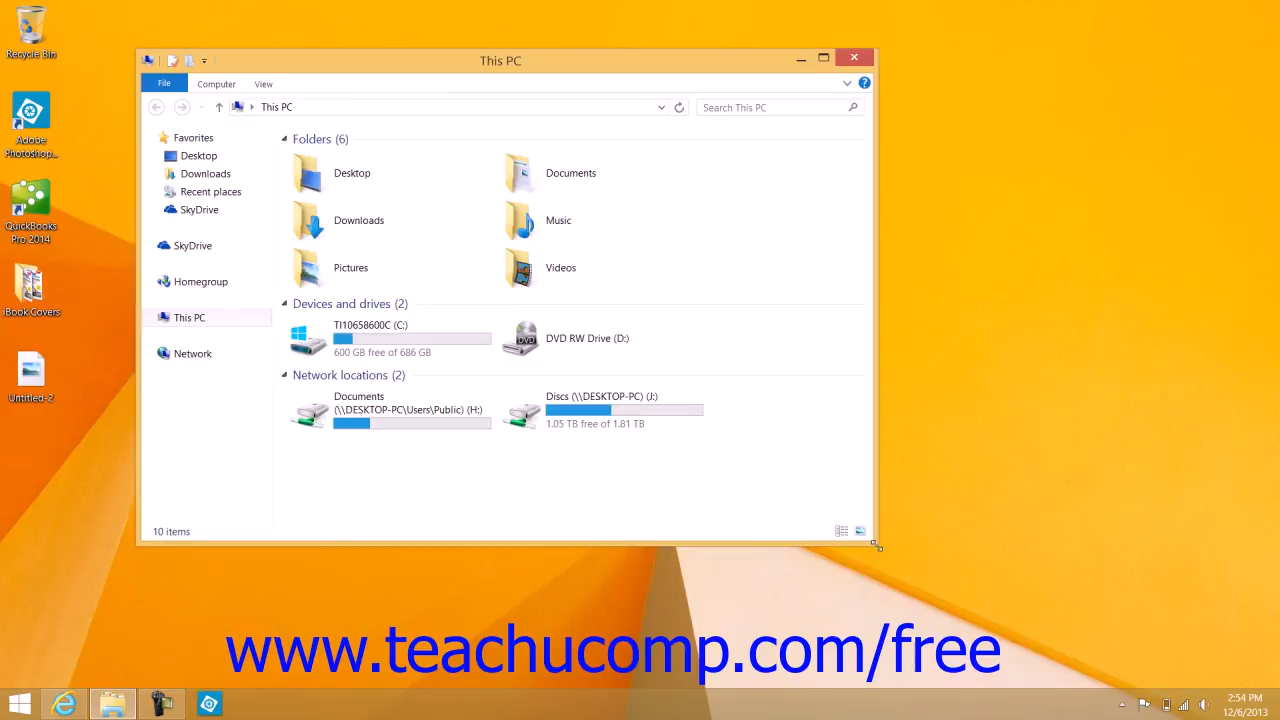 Recycle Bin
Adobe
Photoshop...
QuickBooks
Pro 2014
iBook Covers
Untitled-2
This PC
File
Computer
View
This PC
Search This PC
Favorites
Desktop
Downloads
Recent places
SkyDrive
SkyDrive
Homegroup
This PC
Network
Folders (6)
Desktop
Documents
Downloads
Music
Pictures
Videos
Devices and drives (2)
TI10658600C (C:)
600 GB free of 686 GB
DVD
DVD RW Drive (D:)
Network locations (2)
Documents
(\\DESKTOP-PC\Users\Public) (H:)
Discs (\\DESKTOP-PC) (J:)
1.05 TB free of 1.81 TB
10 items
www.teachucomp.com/free
2:54 PM
12/6/2013